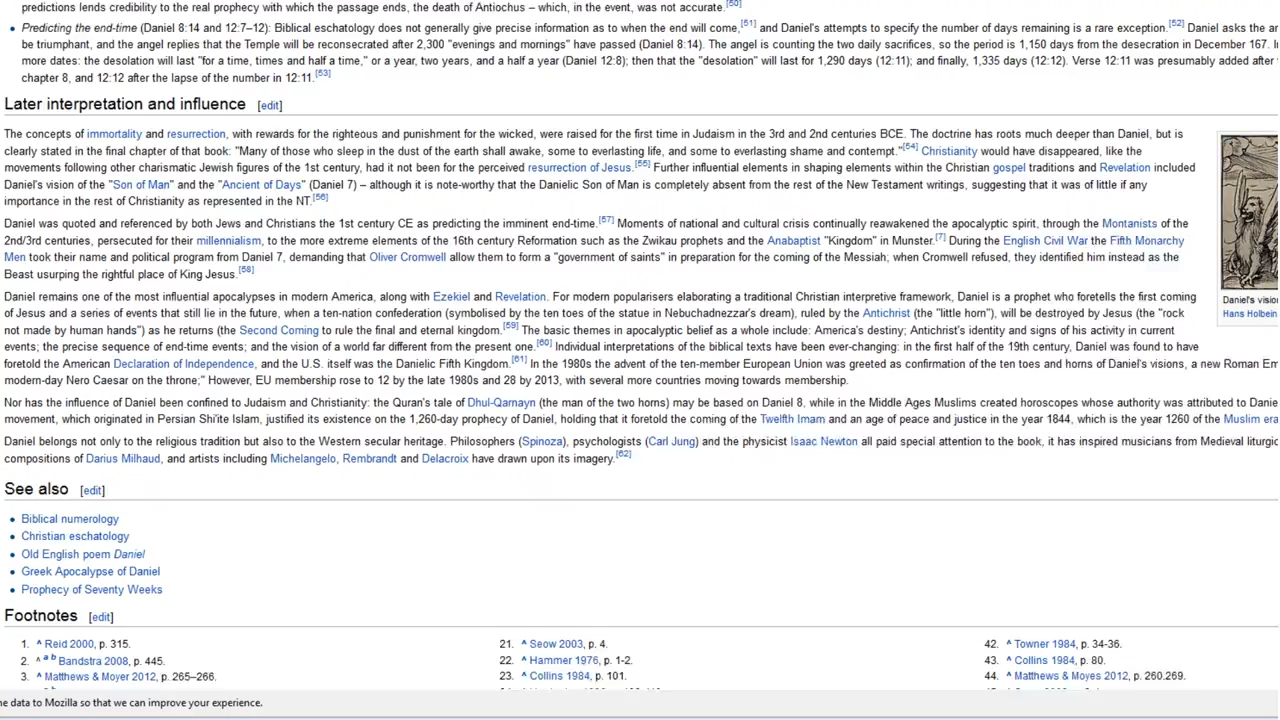 predictions lends credibility to the real prophecy with which the passage ends, the death of Antiochus – which, in the event, was not accurate.[50]
• Predicting the end-time (Daniel 8:14 and 12:7–12): Biblical eschatology does not generally give precise information as to when the end will come,[51] and Daniel's attempts to specify the number of days remaining is a rare exception.[52] Daniel asks the
be triumphant, and the angel replies that the Temple will be reconsecrated after 2,300 "evenings and mornings" have passed (Daniel 8:14). The angel is counting the two daily sacrifices, so the period is 1,150 days from the desecration in December 167.
more dates: the desolation will last "for a time, times and half a time," or a year, two years, and a half a year (Daniel 12:8); then that the "desolation" will last for 1,290 days (12:11); and finally, 1,335 days (12:12). Verse 12:11 was presumably added after
chapter 8, and 12:12 after the lapse of the number in 12:11.[53]
Later interpretation and influence [edit]
The concepts of immortality and resurrection, with rewards for the righteous and punishment for the wicked, were raised for the first time in Judaism in the 3rd and 2nd centuries BCE. The doctrine has roots much deeper than Daniel, but is
clearly stated in the final chapter of that book: "Many of those who sleep in the dust of the earth shall awake, some to everlasting life, and some to everlasting shame and contempt."[54] Christianity would have disappeared, like the
movements following other charismatic Jewish figures of the 1st century, had it not been for the perceived resurrection of Jesus.[55] Further influential elements in shaping elements within the Christian gospel traditions and Revelation included
Daniel's vision of the "Son of Man" and the "Ancient of Days" (Daniel 7) – although it is note-worthy that the Danielic Son of Man is completely absent from the rest of the New Testament writings, suggesting that it was of little if any
importance in the rest of Christianity as represented in the NT.[56]
Daniel was quoted and referenced by both Jews and Christians the 1st century CE as predicting the imminent end-time.[57] Moments of national and cultural crisis continually reawakened the apocalyptic spirit, through the Montanists of the
2nd/3rd centuries, persecuted for their millennialism, to the more extreme elements of the 16th century Reformation such as the Zwikau prophets and the Anabaptist "Kingdom" in Munster.[7] During the English Civil War the Fifth Monarchy
Men took their name and political program from Daniel 7, demanding that Oliver Cromwell allow them to form a "government of saints" in preparation for the coming of the Messiah; when Cromwell refused, they identified him instead as the
Beast usurping the rightful place of King Jesus.[58]
Daniel's visio
Hans Holbein
Daniel remains one of the most influential apocalypses in modern America, along with Ezekiel and Revelation. For modern popularisers elaborating a traditional Christian interpretive framework, Daniel is a prophet who foretells the first coming
of Jesus and a series of events that still lie in the future, when a ten-nation confederation (symbolised by the ten toes of the statue in Nebuchadnezzar's dream), ruled by the Antichrist (the "little horn"), will be destroyed by Jesus (the "rock
not made by human hands") as he returns (the Second Coming to rule the final and eternal kingdom.[59] The basic themes in apocalyptic belief as a whole include: America's destiny; Antichrist's identity and signs of his activity in current
events; the precise sequence of end-time events; and the vision of a world far different from the present one.[60] Individual interpretations of the biblical texts have been ever-changing: in the first half of the 19th century, Daniel was found to have
foretold the American Declaration of Independence, and the U.S. itself was the Danielic Fifth Kingdom.[61] In the 1980s the advent of the ten-member European Union was greeted as confirmation of the ten toes and horns of Daniel's visions, a new Roman Em
modern-day Nero Caesar on the throne;" However, EU membership rose to 12 by the late 1980s and 28 by 2013, with several more countries moving towards membership.
Nor has the influence of Daniel been confined to Judaism and Christianity: the Quran's tale of Dhul-Qarnayn (the man of the two horns) may be based on Daniel 8, while in the Middle Ages Muslims created horoscopes whose authority was attributed to Danie
movement, which originated in Persian Shi'ite Islam, justified its existence on the 1,260-day prophecy of Daniel, holding that it foretold the coming of the Twelfth Imam and an age of peace and justice in the year 1844, which is the year 1260 of the Muslim era
Daniel belongs not only to the religious tradition but also to the Western secular heritage. Philosophers (Spinoza), psychologists (Carl Jung) and the physicist Isaac Newton all paid special attention to the book, it has inspired musicians from Medieval liturgic
compositions of Darius Milhaud, and artists including Michelangelo, Rembrandt and Delacroix have drawn upon its imagery.[62]
See also [edit]
• Biblical numerology
• Christian eschatology
• Old English poem Daniel
• Greek Apocalypse of Daniel
• Prophecy of Seventy Weeks
Footnotes [edit]
1. ^ Reid 2000, p. 315.
2. ^ a b Bandstra 2008, p. 445.
3. ^ Matthews & Moyer 2012, p. 265–266.
21. ^ Seow 2003, p. 4.
22. ^ Hammer 1976, p. 1-2.
23. ^ Collins 1984, p. 101.
42. ^ Towner 1984, p. 34-36.
43. ^ Collins 1984, p. 80.
44. ^ Matthews & Moyes 2012, p. 260.269.
ne data to Mozilla so that we can improve your experience.